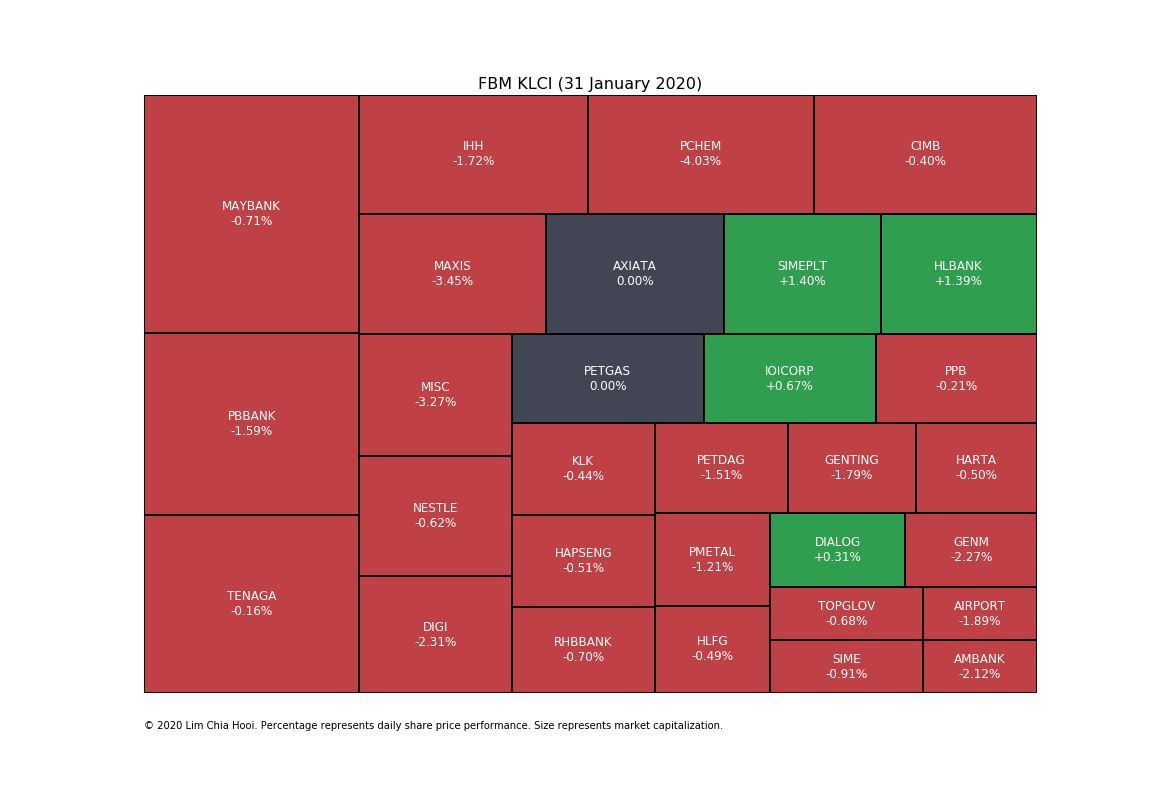 FBM KLCI (31 January 2020)
MAYBANK
-0.71%
PBBANK
-1.59%
TENAGA
-0.16%
IHH
-1.72%
PCHEM
-4.03%
CIMB
-0.40%
MAXIS
-3.45%
AXIATA
0.00%
SIMEPLT
+1.40%
HLBANK
+1.39%
MISC
-3.27%
NESTLE
-0.62%
DIGI
-2.31%
PETGAS
0.00%
IOICORP
+0.67%
PPB
-0.21%
KLK
-0.44%
HAPSENG
-0.51%
RHBBANK
-0.70%
PETDAG
-1.51%
GENTING
-1.79%
HARTA
-0.50%
PMETAL
-1.21%
HLFG
-0.49%
DIALOG
+0.31%
GENM
-2.27%
TOPGLOV
-0.68%
AIRPORT
-1.89%
SIME
-0.91%
AMBANK
-2.12%
© 2020 Lim Chia Hooi. Percentage represents daily share price performance. Size represents market capitalization.